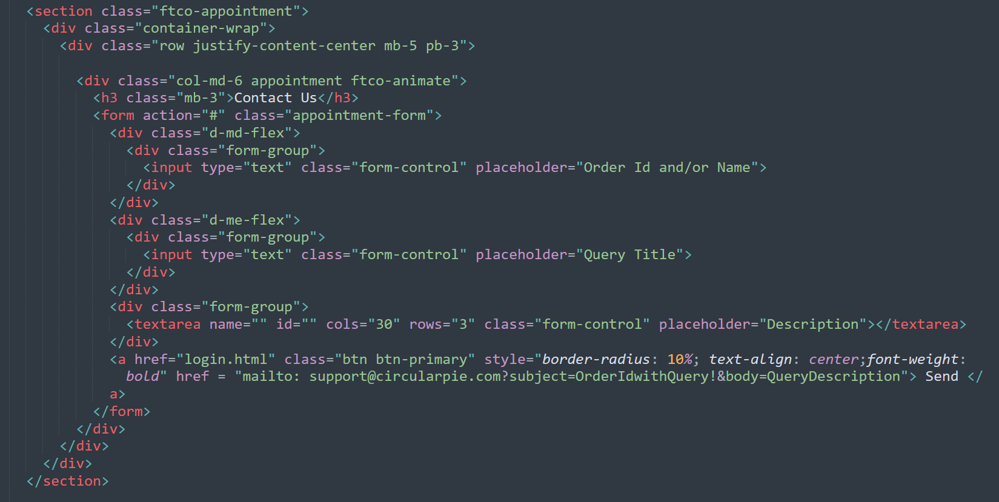 <section class="ftco-appointment">
<div class="container-wrap">
<div class="row justify-content-center mb-5 pb-3">
<div class="col-md-6 appointment ftco-animate">
<h3 class="mb-3">Contact Us</h3>
<form action="#" class="appointment-form">
<div class="d-md-flex">
<div class="form-group">
<input type="text" class="form-control" placeholder="Order Id and/or Name">
</div>
</div>
<div class="d-me-flex">
<div class="form-group">
<input type="text" class="form-control" placeholder="Query Title">
</div>
</div>
<div class="form-group">
<textarea name="" id="" cols="30" rows="3" class="form-control" placeholder="Description"></textarea>
</div>
<a href="login.html" class="btn btn-primary" style="border-radius: 10%; text-align: center;font-weight:
bold" href = "mailto: support@circularpie.com?subject=OrderIdwithQuery!&body=QueryDescription"> Send </
a>
</form>
</div>
</div>
</div>
</section>